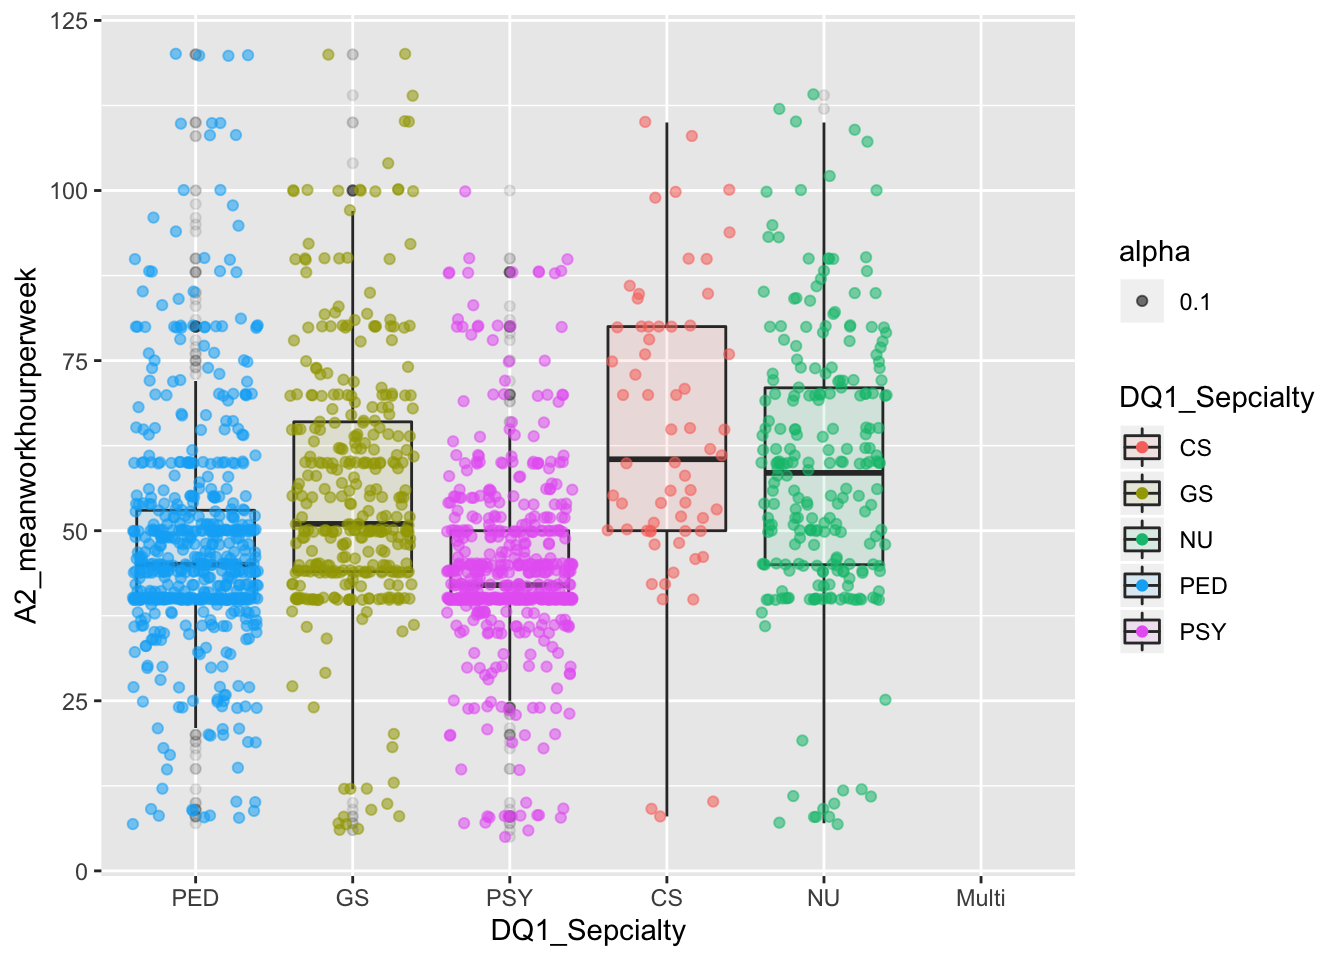 125
100
75
50
25
0
A2_meanworkhourperweek
PED GS PSY CS NU Multi
DQ1_Sepcialty
alpha
0.1
DQ1_Sepcialty
CS
GS
NU
PED
PSY